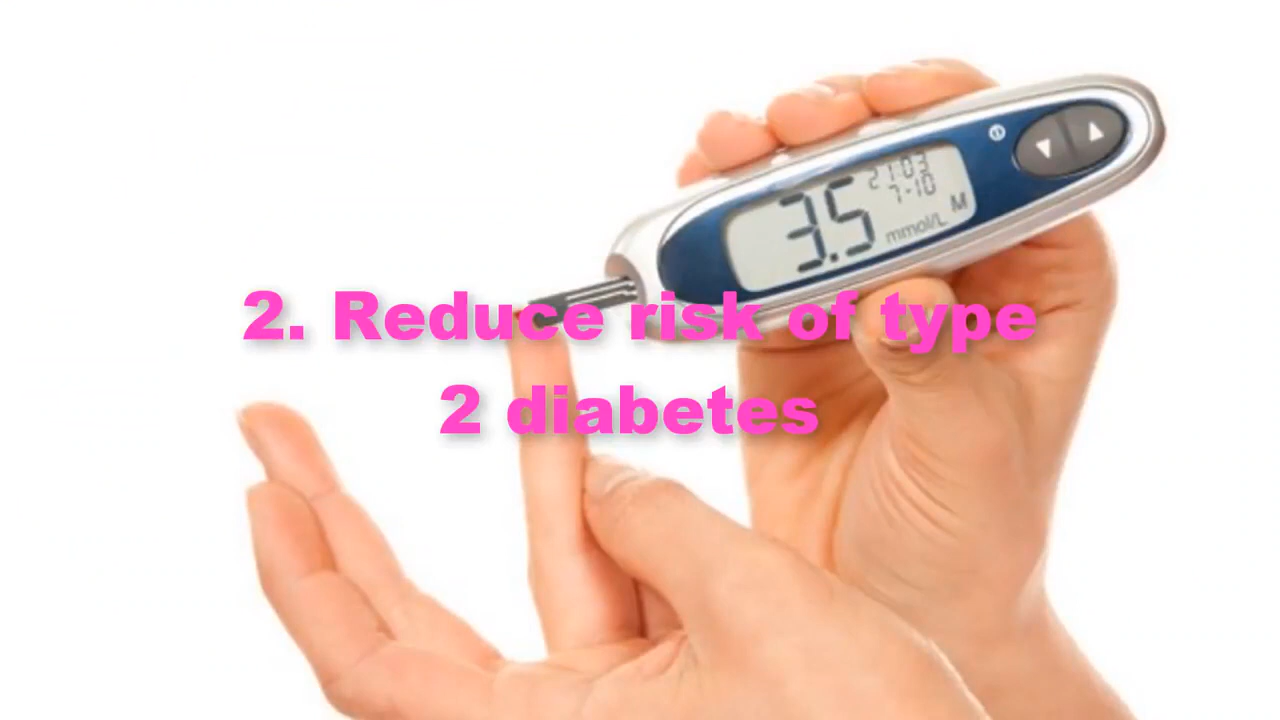 21:03
7-10
3.5
M
mmol/L
2. Reduce risk of type
2 diabetes